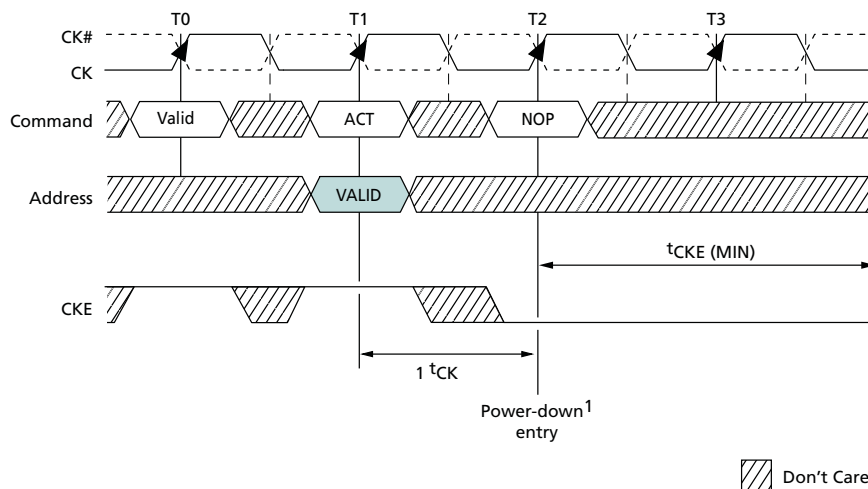 T0 T1 T2 T3
CK#
CK
Command Valid ACT NOP
Address VALID
tCKE (MIN)
CKE
1 tCK
Power-down1
entry
Don't Care